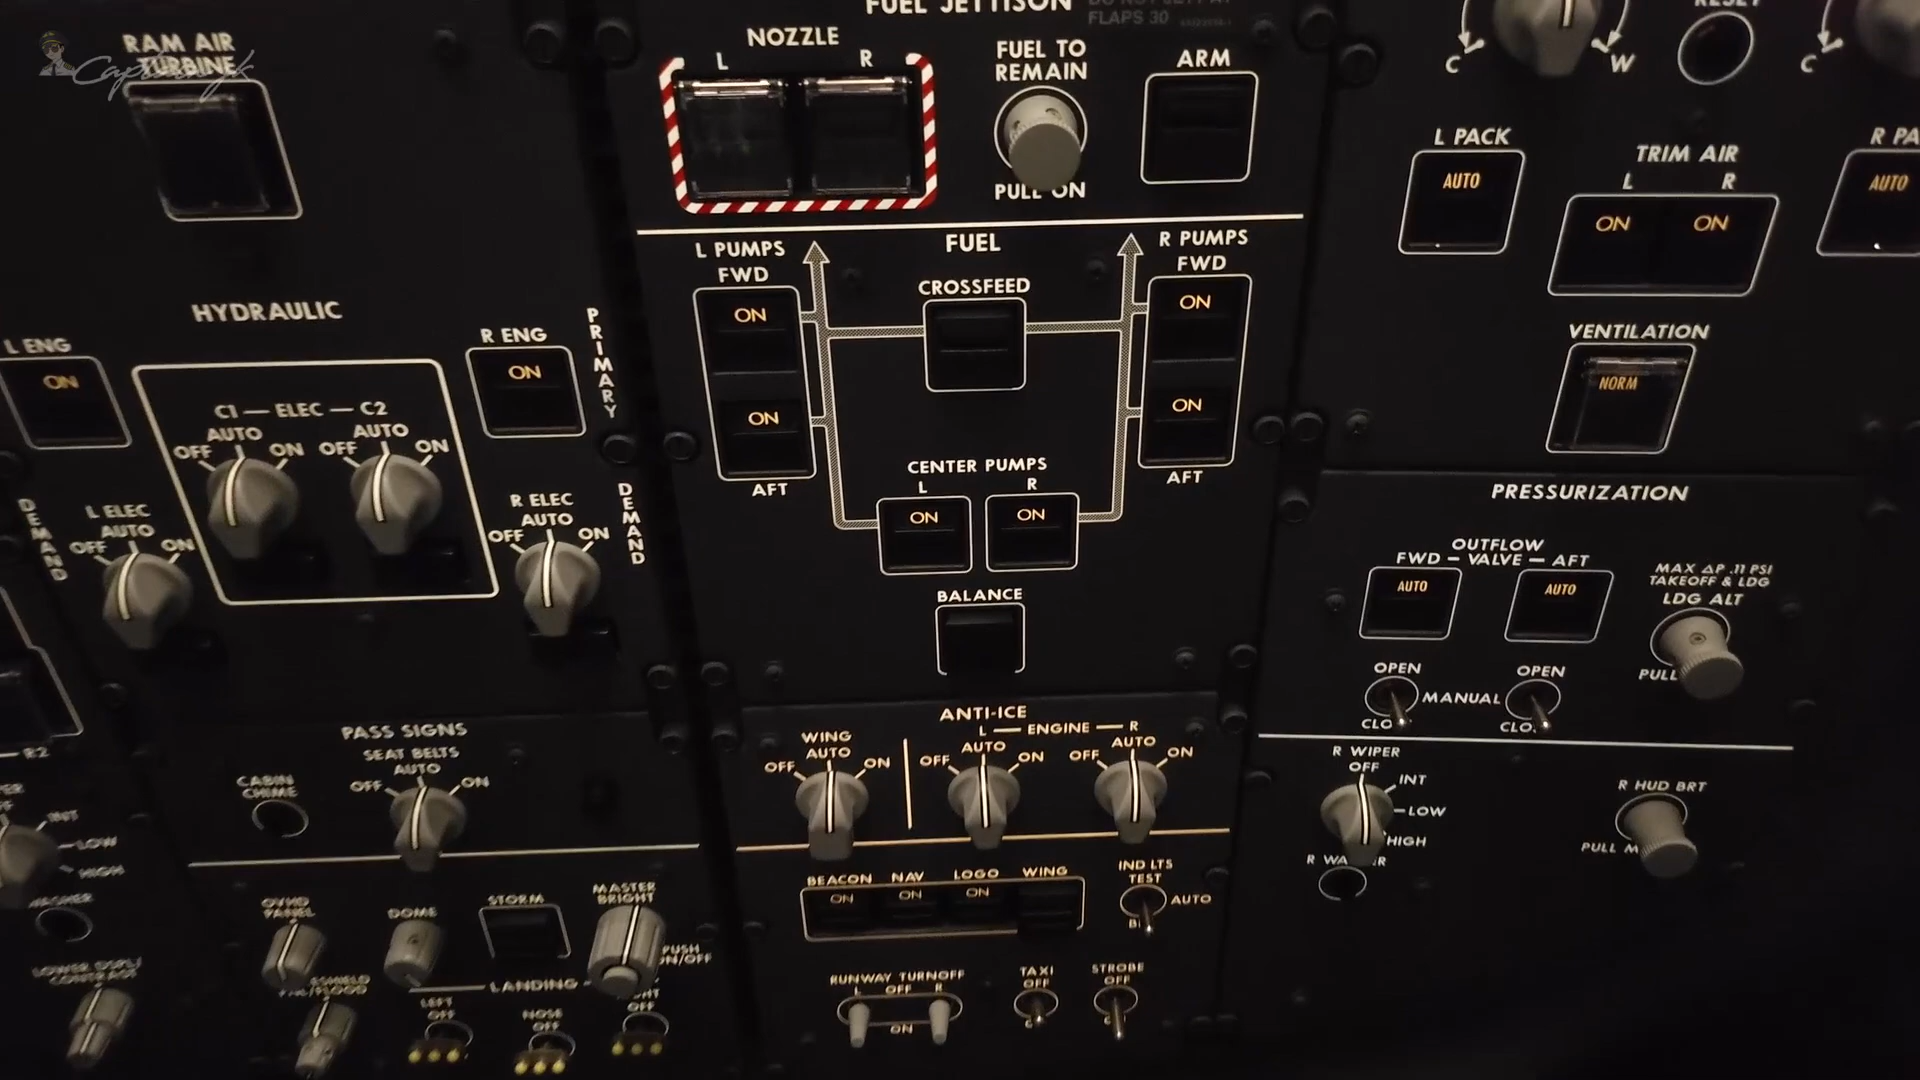 RAM AIR
TURBINE
HYDRAULIC
L ENG
ON
R ENG
ON
PRIMARY
C1 — ELEC — C2
AUTO
OFF
ON
AUTO
OFF
ON
DEMAND
L ELEC
AUTO
OFF
ON
R ELEC
AUTO
OFF
ON
DEMAND
R2
PASS SIGNS
SEAT BELTS
AUTO
OFF
ON
CABIN
CHIME
INT
LOW
HIGH
OVHD
PANEL
DOME
STORM
MASTER
BRIGHT
PUSH
ON/OFF
LANDING
LEFT
OFF
NOSE
OFF
OFF
FUEL JETTISON
FLAPS 30
NOZZLE
L
R
FUEL TO
REMAIN
PULL ON
ARM
FUEL
L PUMPS
FWD
ON
ON
AFT
CROSSFEED
R PUMPS
FWD
ON
ON
AFT
CENTER PUMPS
L
R
ON
ON
BALANCE
ANTI-ICE
WING
AUTO
OFF
ON
L — ENGINE — R
AUTO
OFF
ON
AUTO
OFF
ON
BEACON
NAV
LOGO
WING
ON
ON
ON
IND LTS
TEST
AUTO
RUNWAY TURNOFF
L
OFF
R
ON
TAXI
OFF
STROBE
OFF
C
W
RESET
C
L PACK
AUTO
TRIM AIR
L
R
ON
ON
R PA
AUTO
VENTILATION
NORM
PRESSURIZATION
OUTFLOW
FWD — VALVE — AFT
AUTO
AUTO
MAX ΔP .11 PSI
TAKEOFF & LDG
LDG ALT
PULL
OPEN
MANUAL
OPEN
CLO
CLO
R WIPER
OFF
INT
LOW
HIGH
R HUD BRT
PULL